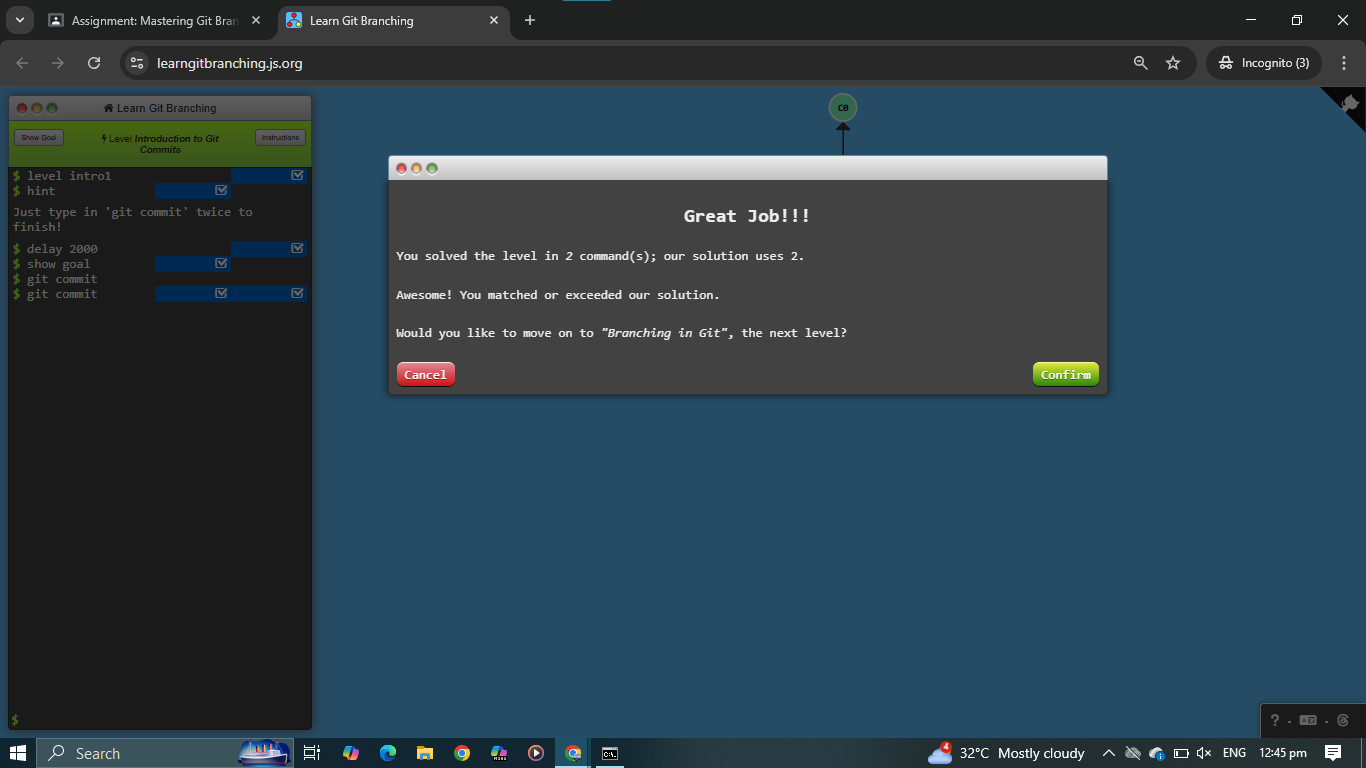 Assignment: Mastering Git Bran
Learn Git Branching
learngitbranching.js.org
Incognito (3)
Learn Git Branching
Show Goal
Level Introduction to Git
Commits
Instructions
$ level intro1
$ hint
Just type in 'git commit' twice to
finish!
$ delay 2000
$ show goal
$ git commit
$ git commit
$
C0
Great Job!!!
You solved the level in 2 command(s); our solution uses 2.
Awesome! You matched or exceeded our solution.
Would you like to move on to "Branching in Git", the next level?
Cancel
Confirm
?
Search
4
32°C Mostly cloudy
ENG
12:45 pm